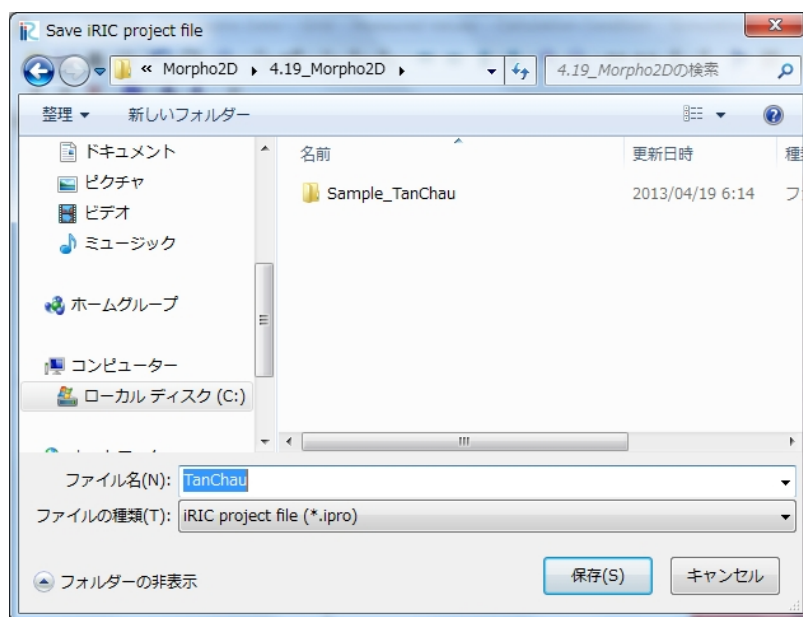 Save iRIC project file
« Morpho2D ▸ 4.19_Morpho2D ▸
4.19_Morpho2Dの検索
整理 ▼ 新しいフォルダー
ドキュメント
ピクチャ
ビデオ
ミュージック
ホームグループ
コンピューター
ローカル ディスク (C:)
名前 更新日時
Sample_TanChau 2013/04/19 6:14 フ
ファイル名(N): TanChau
ファイルの種類(T): iRIC project file (*.ipro)
フォルダーの非表示
保存(S) キャンセル